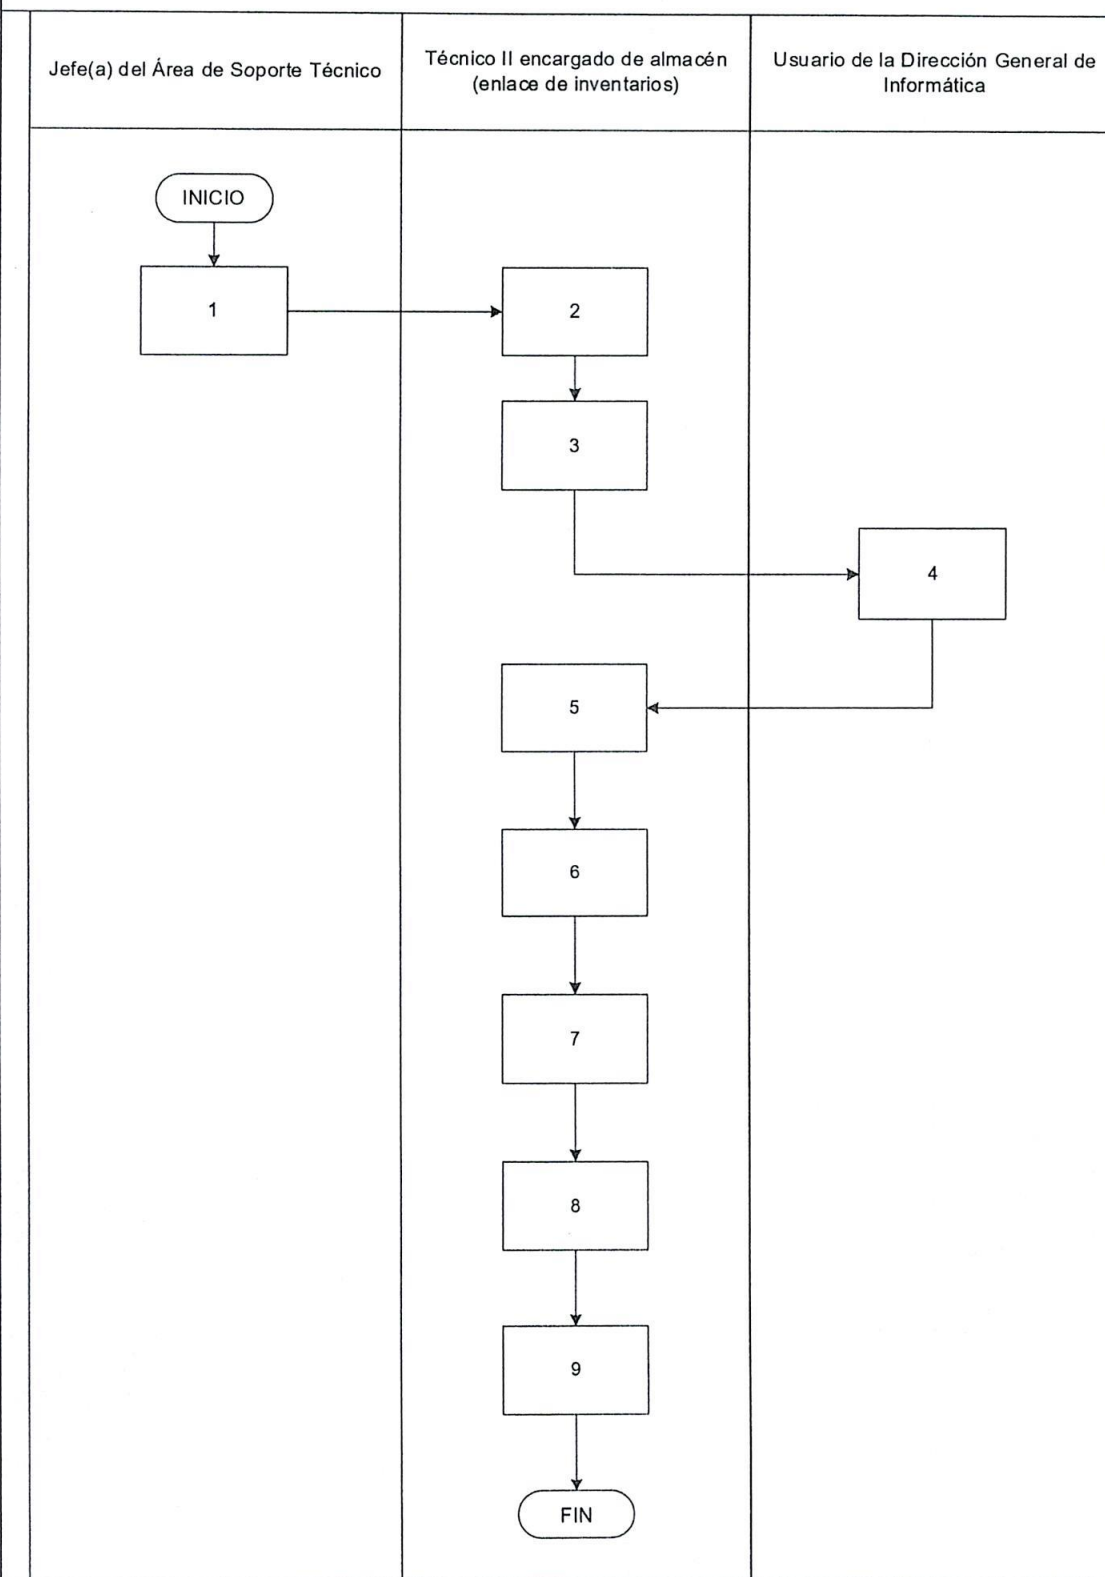 Jefe(a) del Área de Soporte Técnico
Técnico II encargado de almacén
(enlace de inventarios)
Usuario de la Dirección General de
Informática
INICIO
1
2
3
4
5
6
7
8
9
FIN